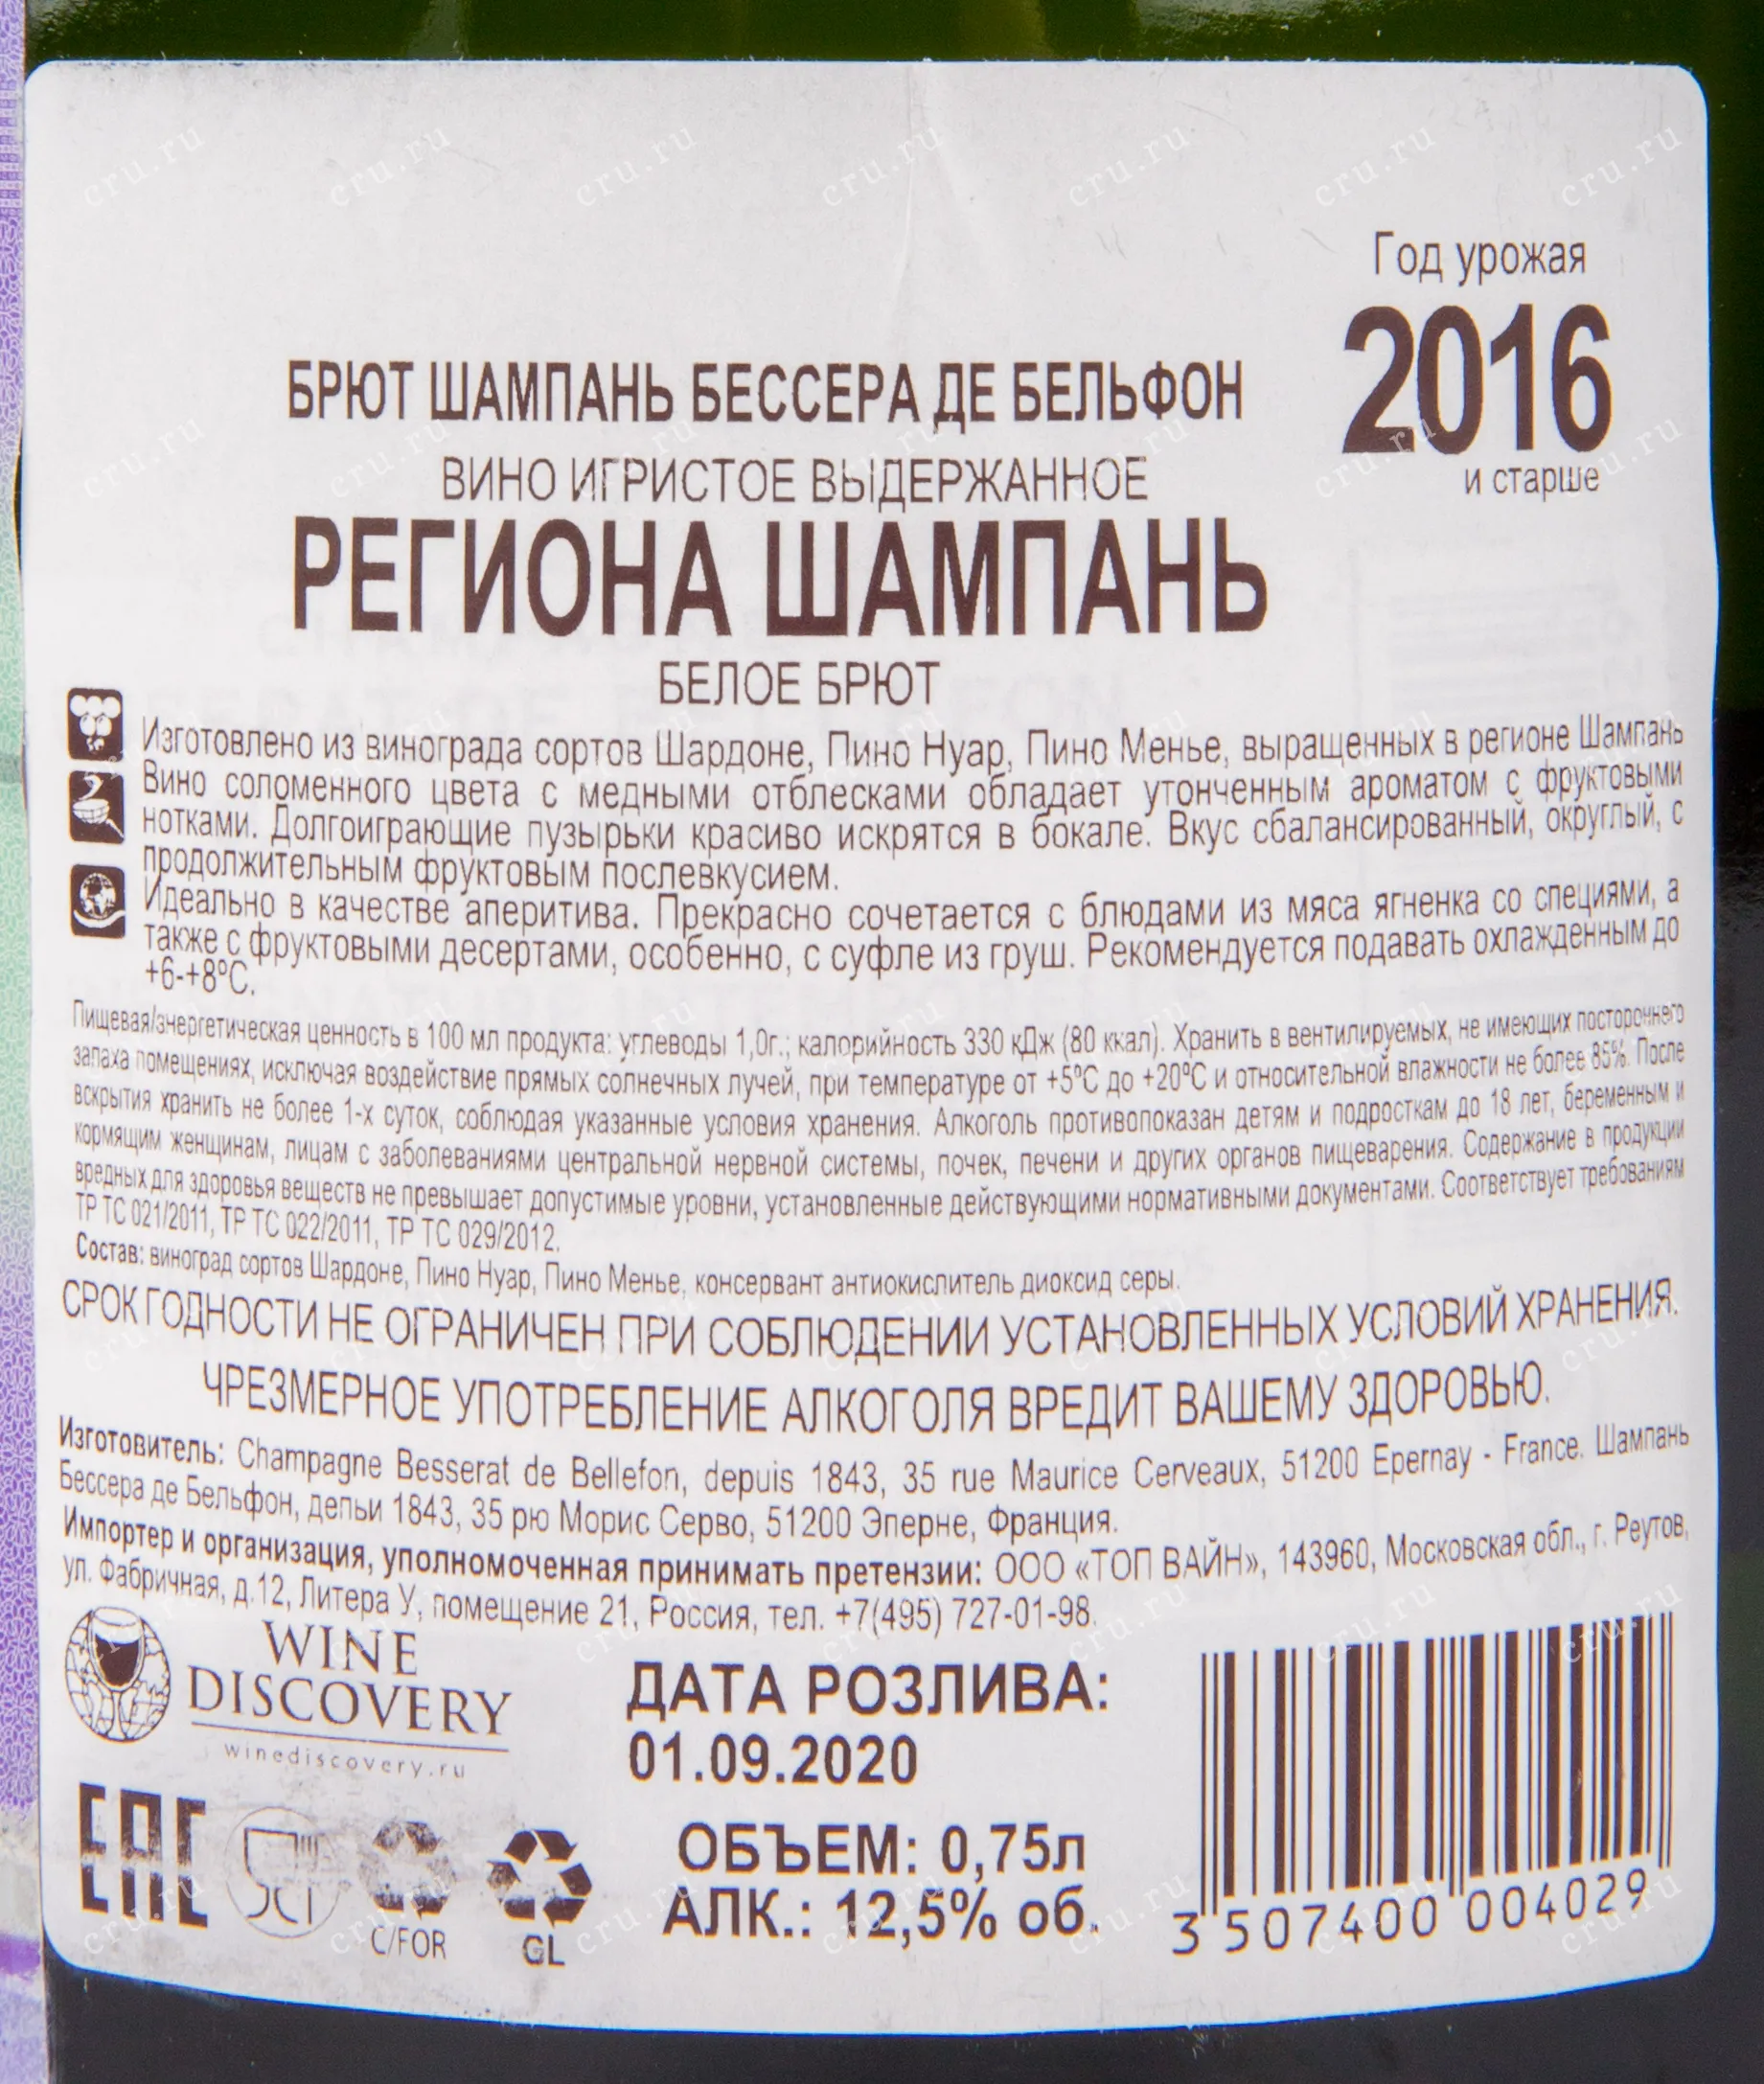 Год урожая
2016
и старше
БРЮТ ШАМПАНЬ БЕССЕРА ДЕ БЕЛЬФОН
ВИНО ИГРИСТОЕ ВЫДЕРЖАННОЕ
РЕГИОНА ШАМПАНЬ
БЕЛОЕ БРЮТ
Изготовлено из винограда сортов Шардоне, Пино Нуар, Пино Менье, выращенных в регионе Шампань
Вино соломенного цвета с медными отблесками обладает утонченным ароматом с фруктовыми
нотками. Долгоиграющие пузырьки красиво искрятся в бокале. Вкус сбалансированный, округлый, с
продолжительным фруктовым послевкусием.
Идеально в качестве аперитива. Прекрасно сочетается с блюдами из мяса ягненка со специями, а
также с фруктовыми десертами, особенно, с суфле из груш. Рекомендуется подавать охлажденным до
+6-+8°С.
Пищевая/энергетическая ценность в 100 мл продукта: углеводы 1,0г.; калорийность 330 кДж (80 ккал). Хранить в вентилируемых, не имеющих постороннего
запаха помещениях, исключая воздействие прямых солнечных лучей, при температуре от +5°С до +20°С и относительной влажности не более 85%. После
вскрытия хранить не более 1-х суток, соблюдая указанные условия хранения. Алкоголь противопоказан детям и подросткам до 18 лет, беременным и
кормящим женщинам, лицам с заболеваниями центральной нервной системы, почек, печени и других органов пищеварения. Содержание в продукции
вредных для здоровья веществ не превышает допустимые уровни, установленные действующими нормативными документами. Соответствует требованиям
ТР ТС 021/2011, ТР ТС 022/2011, ТР ТС 029/2012.
Состав: виноград сортов Шардоне, Пино Нуар, Пино Менье, консервант антиокислитель диоксид серы.
СРОК ГОДНОСТИ НЕ ОГРАНИЧЕН ПРИ СОБЛЮДЕНИИ УСТАНОВЛЕННЫХ УСЛОВИЙ ХРАНЕНИЯ.
ЧРЕЗМЕРНОЕ УПОТРЕБЛЕНИЕ АЛКОГОЛЯ ВРЕДИТ ВАШЕМУ ЗДОРОВЬЮ.
Изготовитель: Champagne Besserat de Bellefon, depuis 1843, 35 rue Maurice Cerveaux, 51200 Epernay - France. Шампань
Бессера де Бельфон, депьи 1843, 35 рю Морис Серво, 51200 Эперне, Франция.
Импортер и организация, уполномоченная принимать претензии: ООО «ТОП ВАЙН», 143960, Московская обл., г. Реутов,
ул. Фабричная, д.12, Литера У, помещение 21, Россия, тел. +7(495) 727-01-98.
WINE
DISCOVERY
winediscovery.ru
ДАТА РОЗЛИВА:
01.09.2020
ОБЪЕМ: 0,75л
АЛК.: 12,5% об.
ЕАС
C/FOR
GL
3 507400 004029
cru.ru